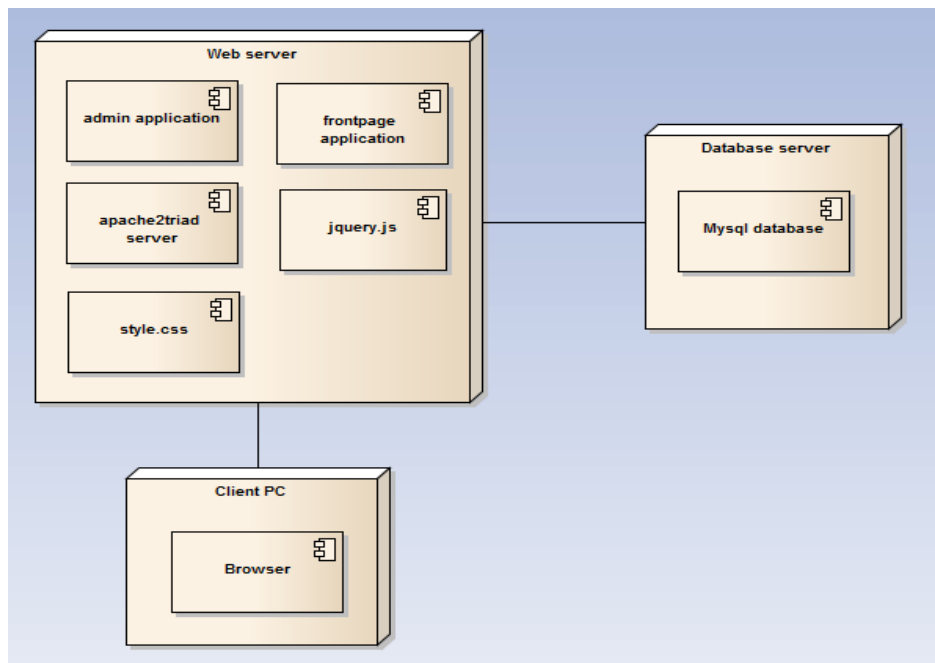 Web server
admin application
frontpage
application
apache2triad
server
jquery.js
style.css
Database server
Mysql database
Client PC
Browser